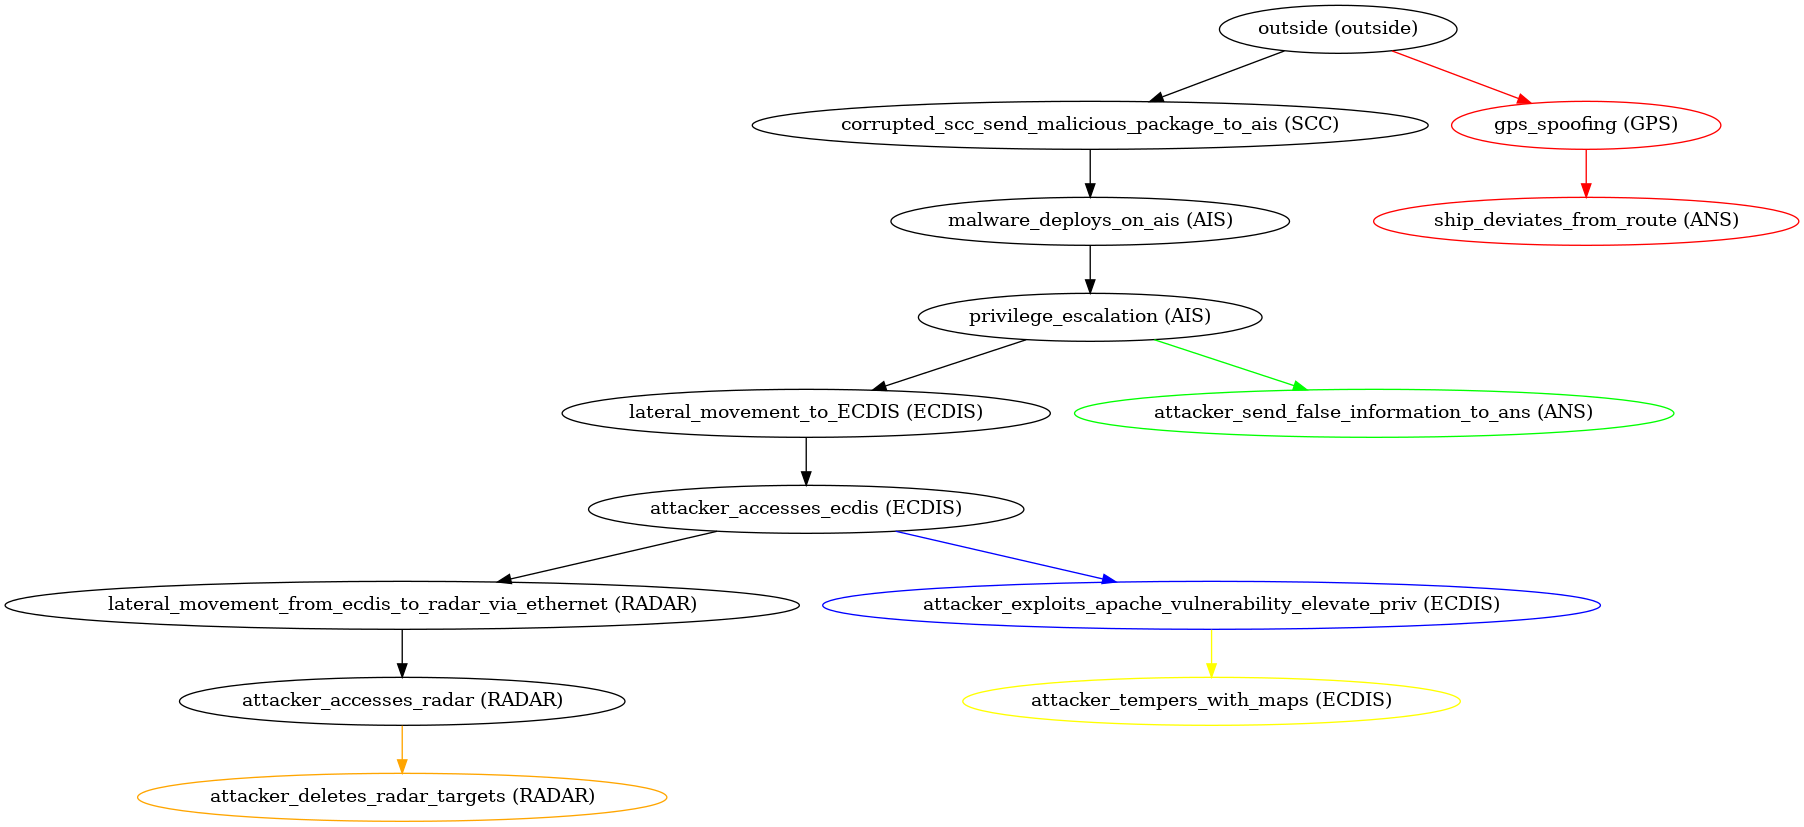 outside (outside)
corrupted_scc_send_malicious_package_to_ais (SCC)
gps_spoofing (GPS)
malware_deploys_on_ais (AIS)
ship_deviates_from_route (ANS)
privilege_escalation (AIS)
lateral_movement_to_ECDIS (ECDIS)
attacker_send_false_information_to_ans (ANS)
attacker_accesses_ecdis (ECDIS)
lateral_movement_from_ecdis_to_radar_via_ethernet (RADAR)
attacker_exploits_apache_vulnerability_elevate_priv (ECDIS)
attacker_accesses_radar (RADAR)
attacker_tempers_with_maps (ECDIS)
attacker_deletes_radar_targets (RADAR)